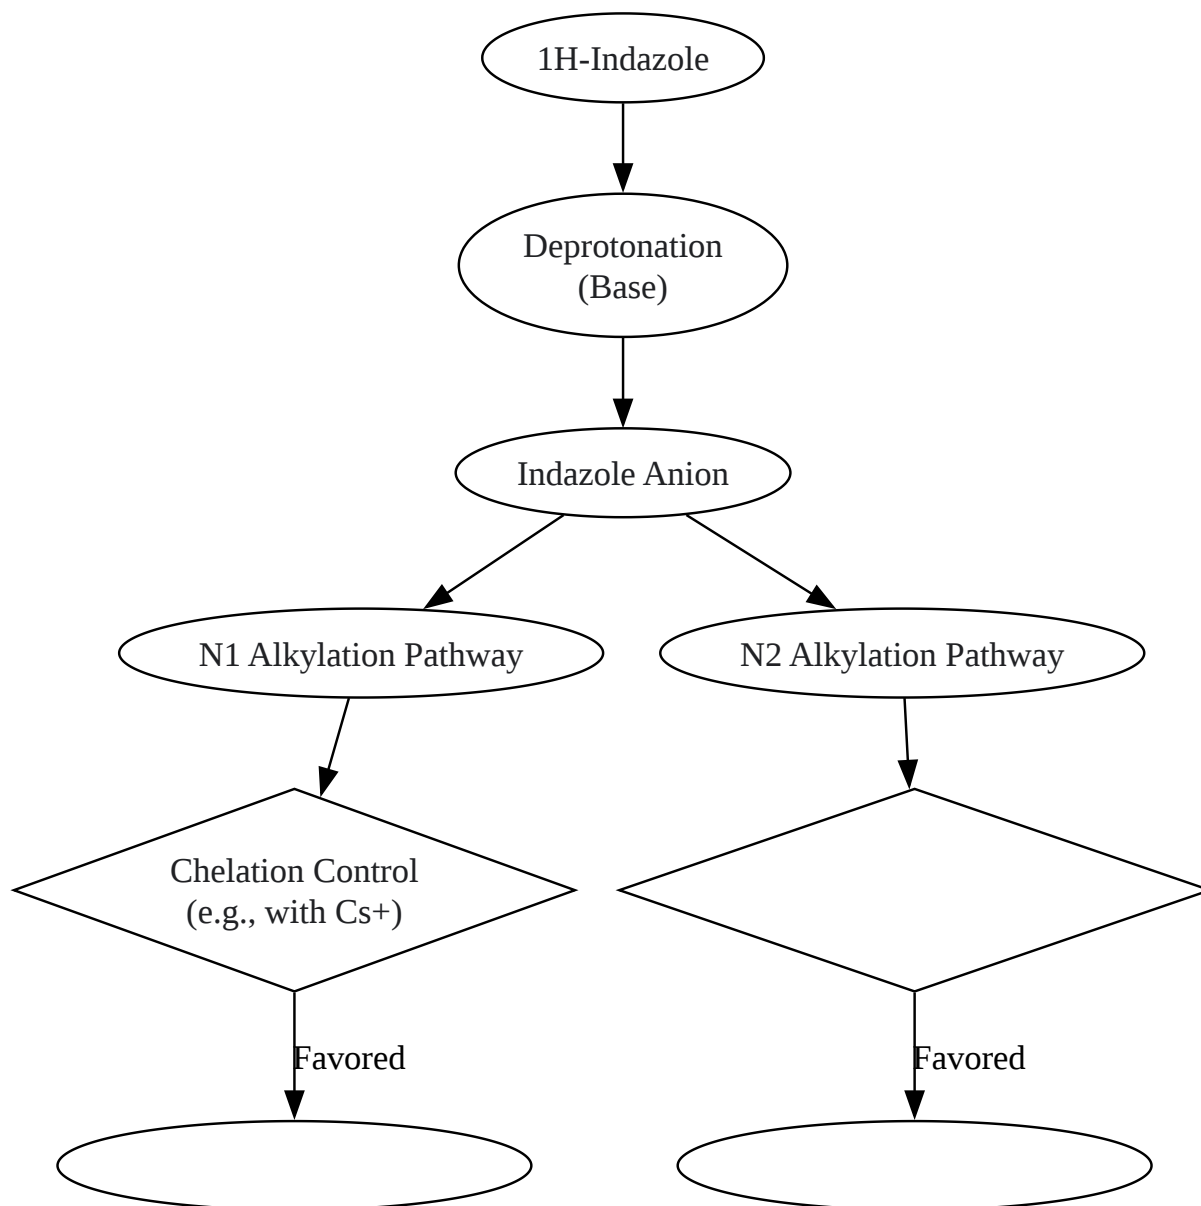 1H-Indazole
Deprotonation
(Base)
Indazole Anion
N1 Alkylation Pathway
N2 Alkylation Pathway
Chelation Control
(e.g., with Cs+)
Favored
Favored